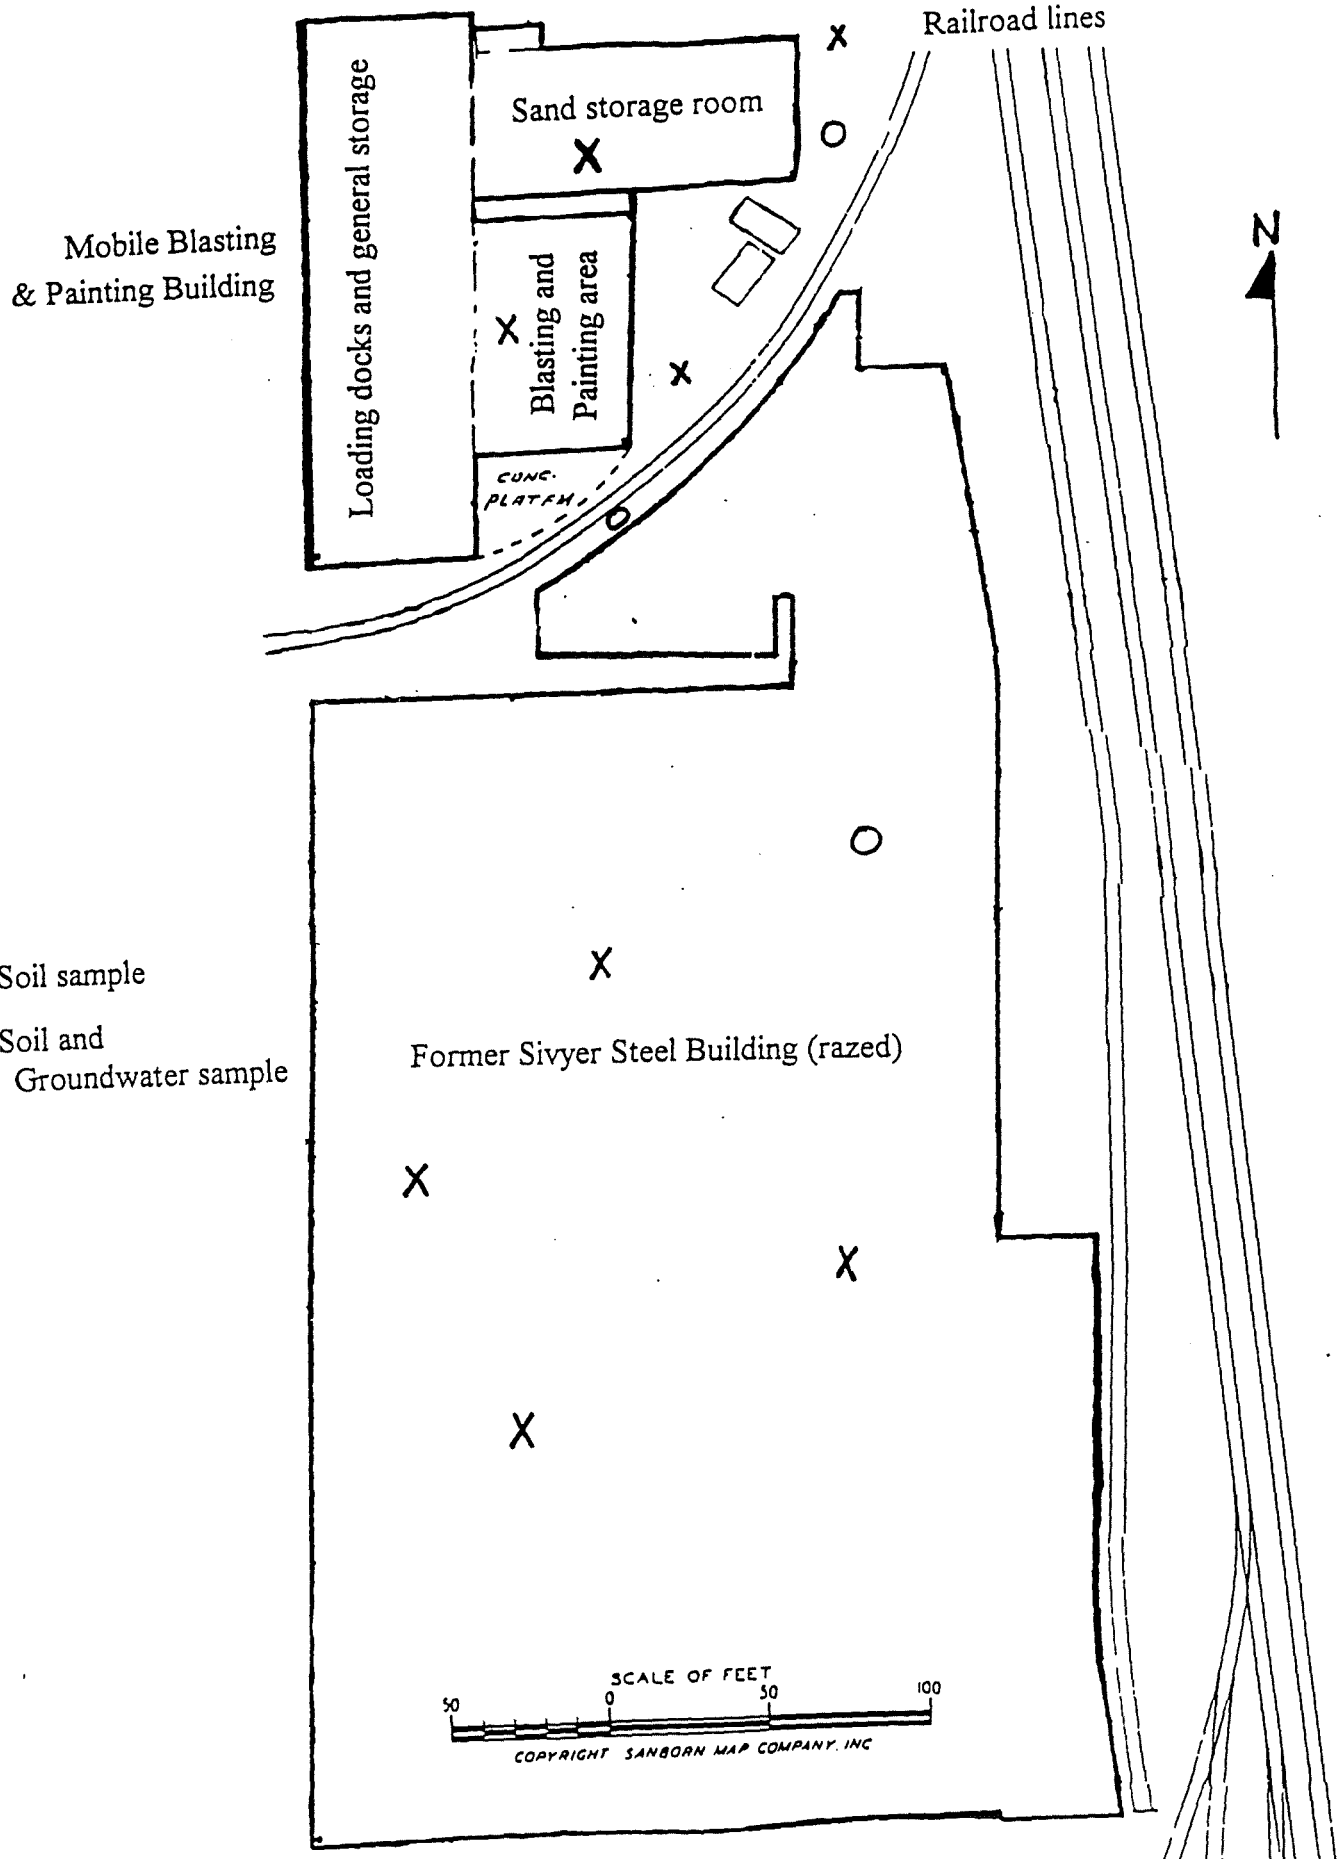 Railroad lines
Sand storage room
X
X
O
Loading docks and general storage
Mobile Blasting
& Painting Building
Blasting and
Painting area
X
X
N
CONC.
PLATFM.
O
O
X
Soil sample
Soil and
Groundwater sample
Former Sivyer Steel Building (razed)
X
X
X
SCALE OF FEET
50 0 50 100
COPYRIGHT SANBORN MAP COMPANY, INC